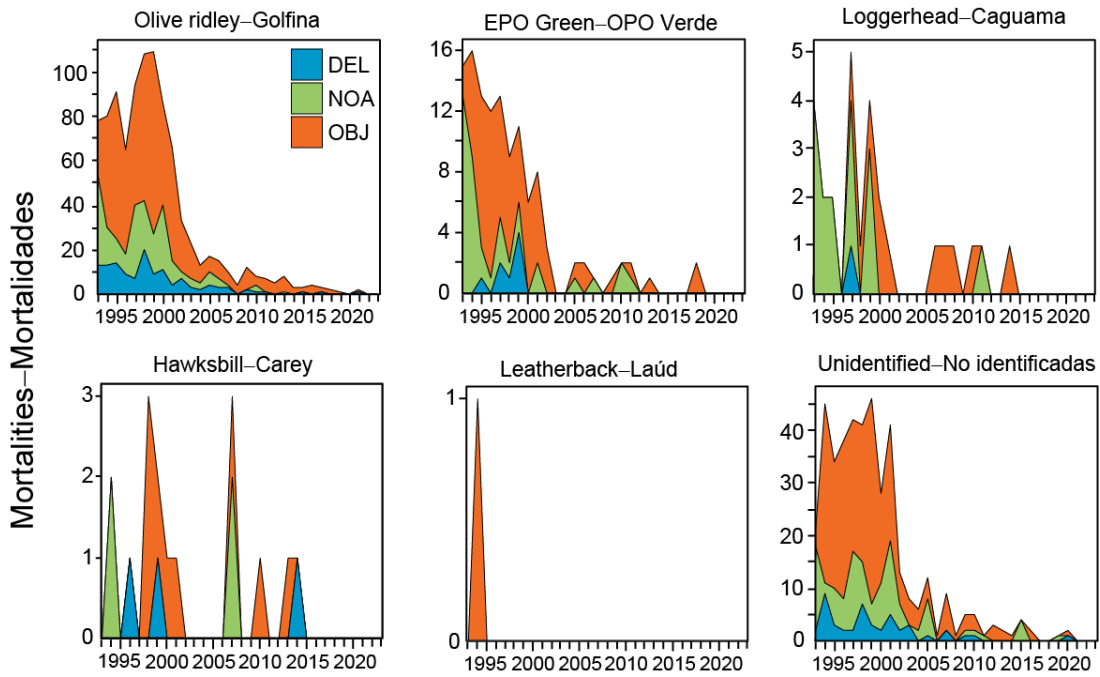 Olive ridley–Golfina
EPO Green–OPO Verde
Loggerhead–Caguama
DEL
NOA
OBJ
100
80
60
40
20
0
16
12
8
4
0
5
4
3
2
1
0
1995 2000 2005 2010 2015 2020
1995 2000 2005 2010 2015 2020
1995 2000 2005 2010 2015 2020
Mortalities–Mortalidades
Hawksbill–Carey
Leatherback–Laúd
Unidentified–No identificadas
3
2
1
0
1
0
40
30
20
10
0
1995 2000 2005 2010 2015 2020
1995 2000 2005 2010 2015 2020
1995 2000 2005 2010 2015 2020